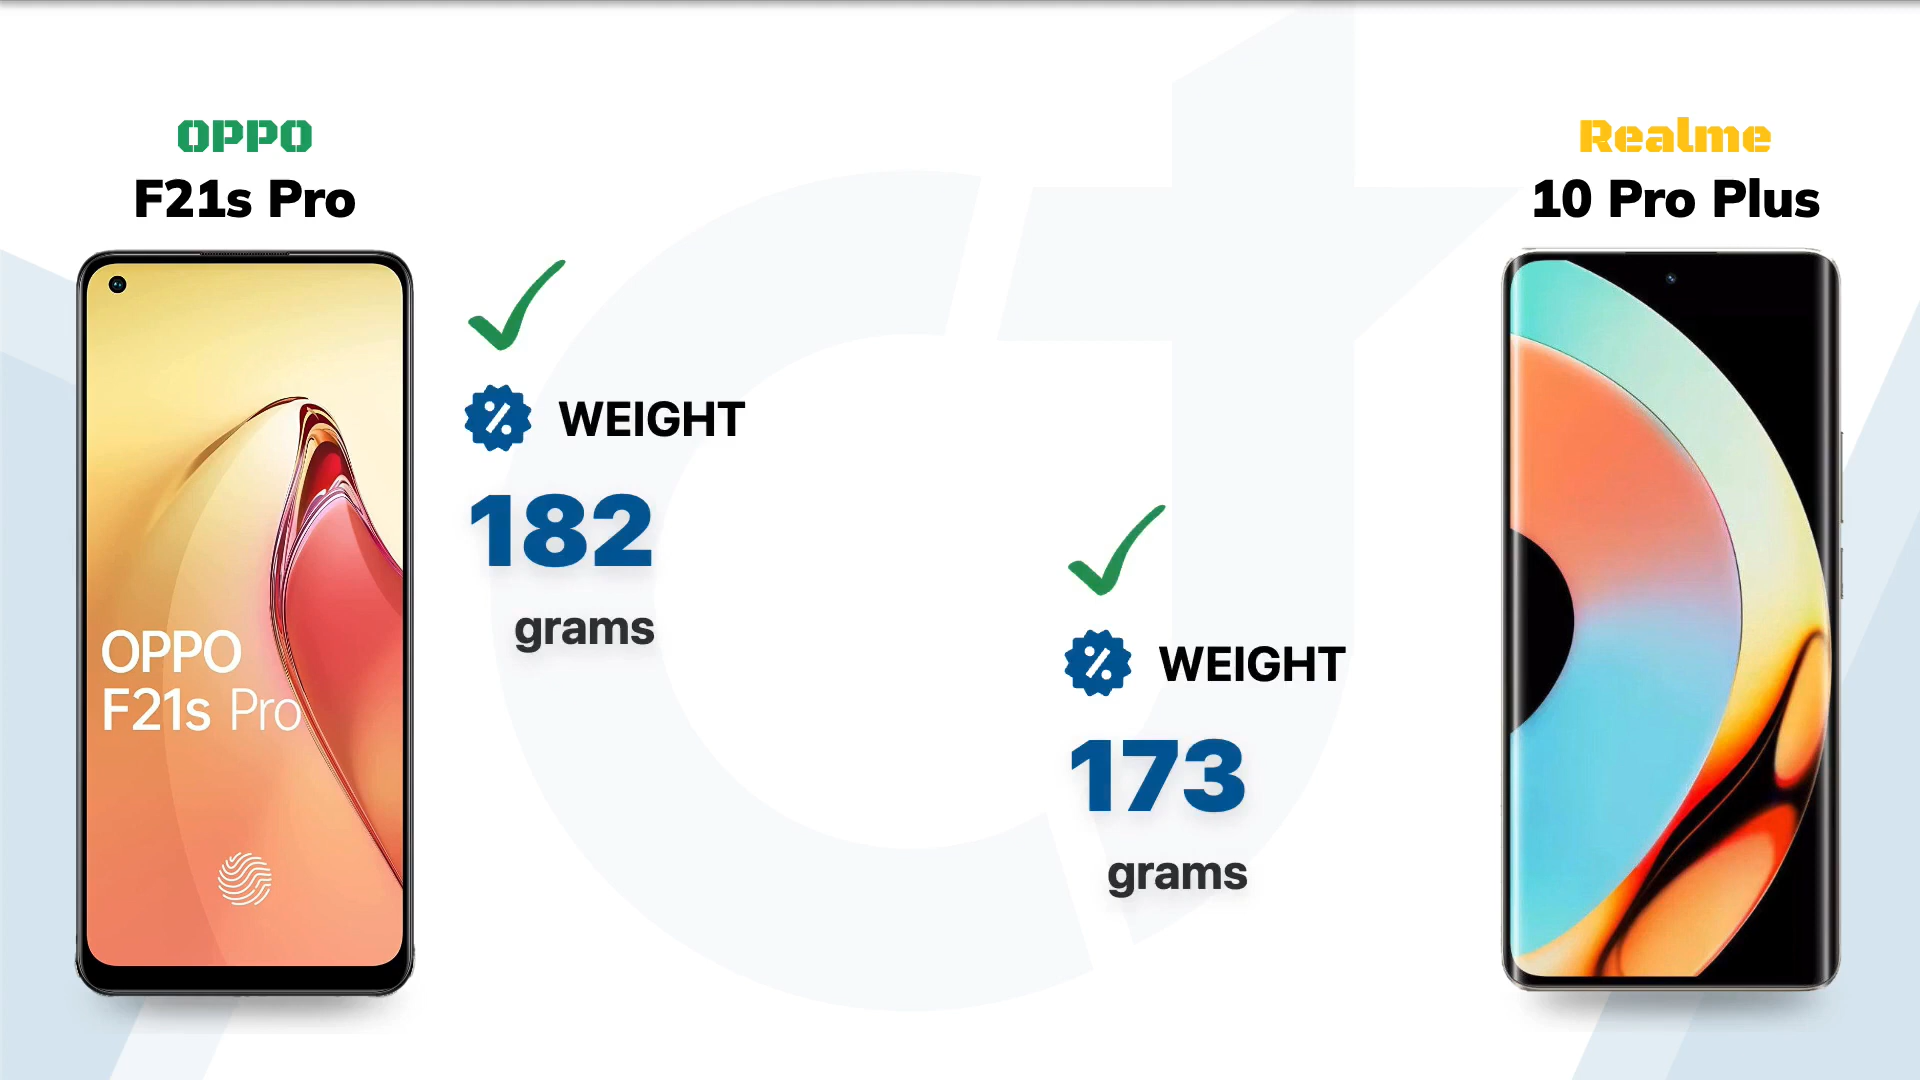 OPPO
F21s Pro
OPPO
F21s Pro
WEIGHT
182
grams
Realme
10 Pro Plus
WEIGHT
173
grams